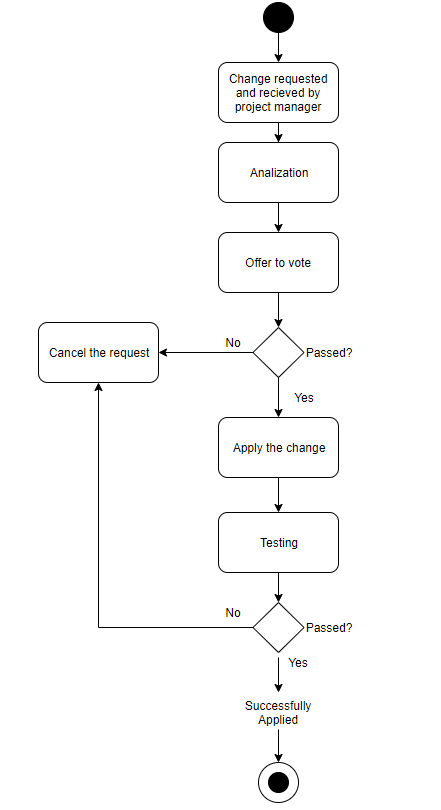 Change requested
and recieved by
project manager
Analization
Offer to vote
Cancel the request
No
Passed?
Yes
Apply the change
Testing
No
Passed?
Yes
Successfully
Applied